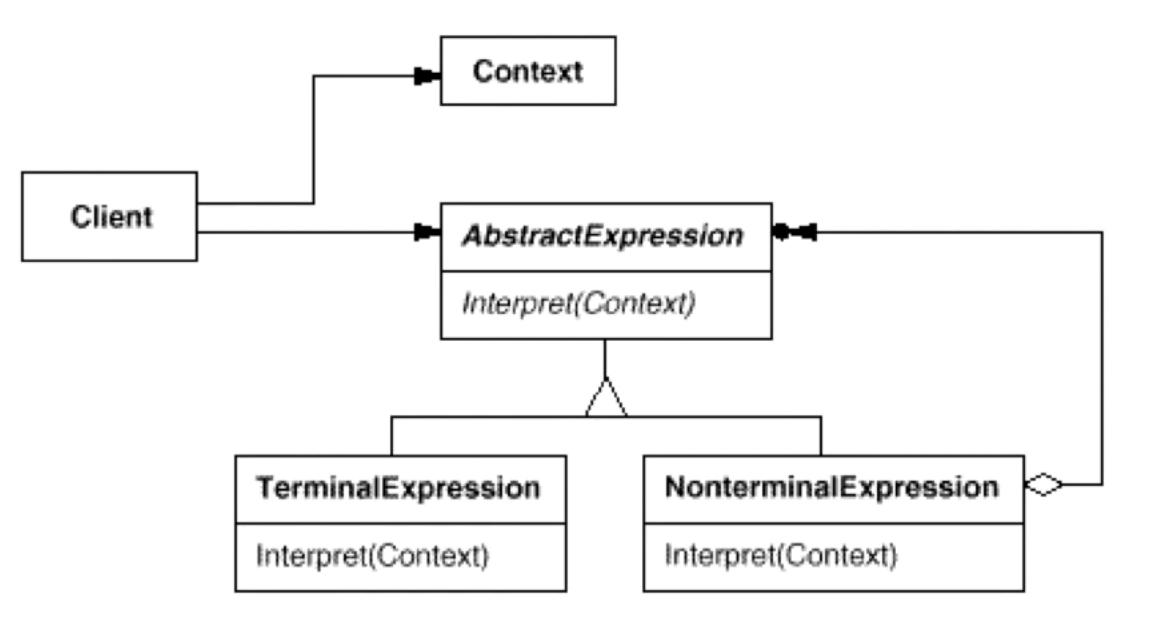 Context
Client
AbstractExpression
Interpret(Context)
TerminalExpression
Interpret(Context)
NonterminalExpression
Interpret(Context)